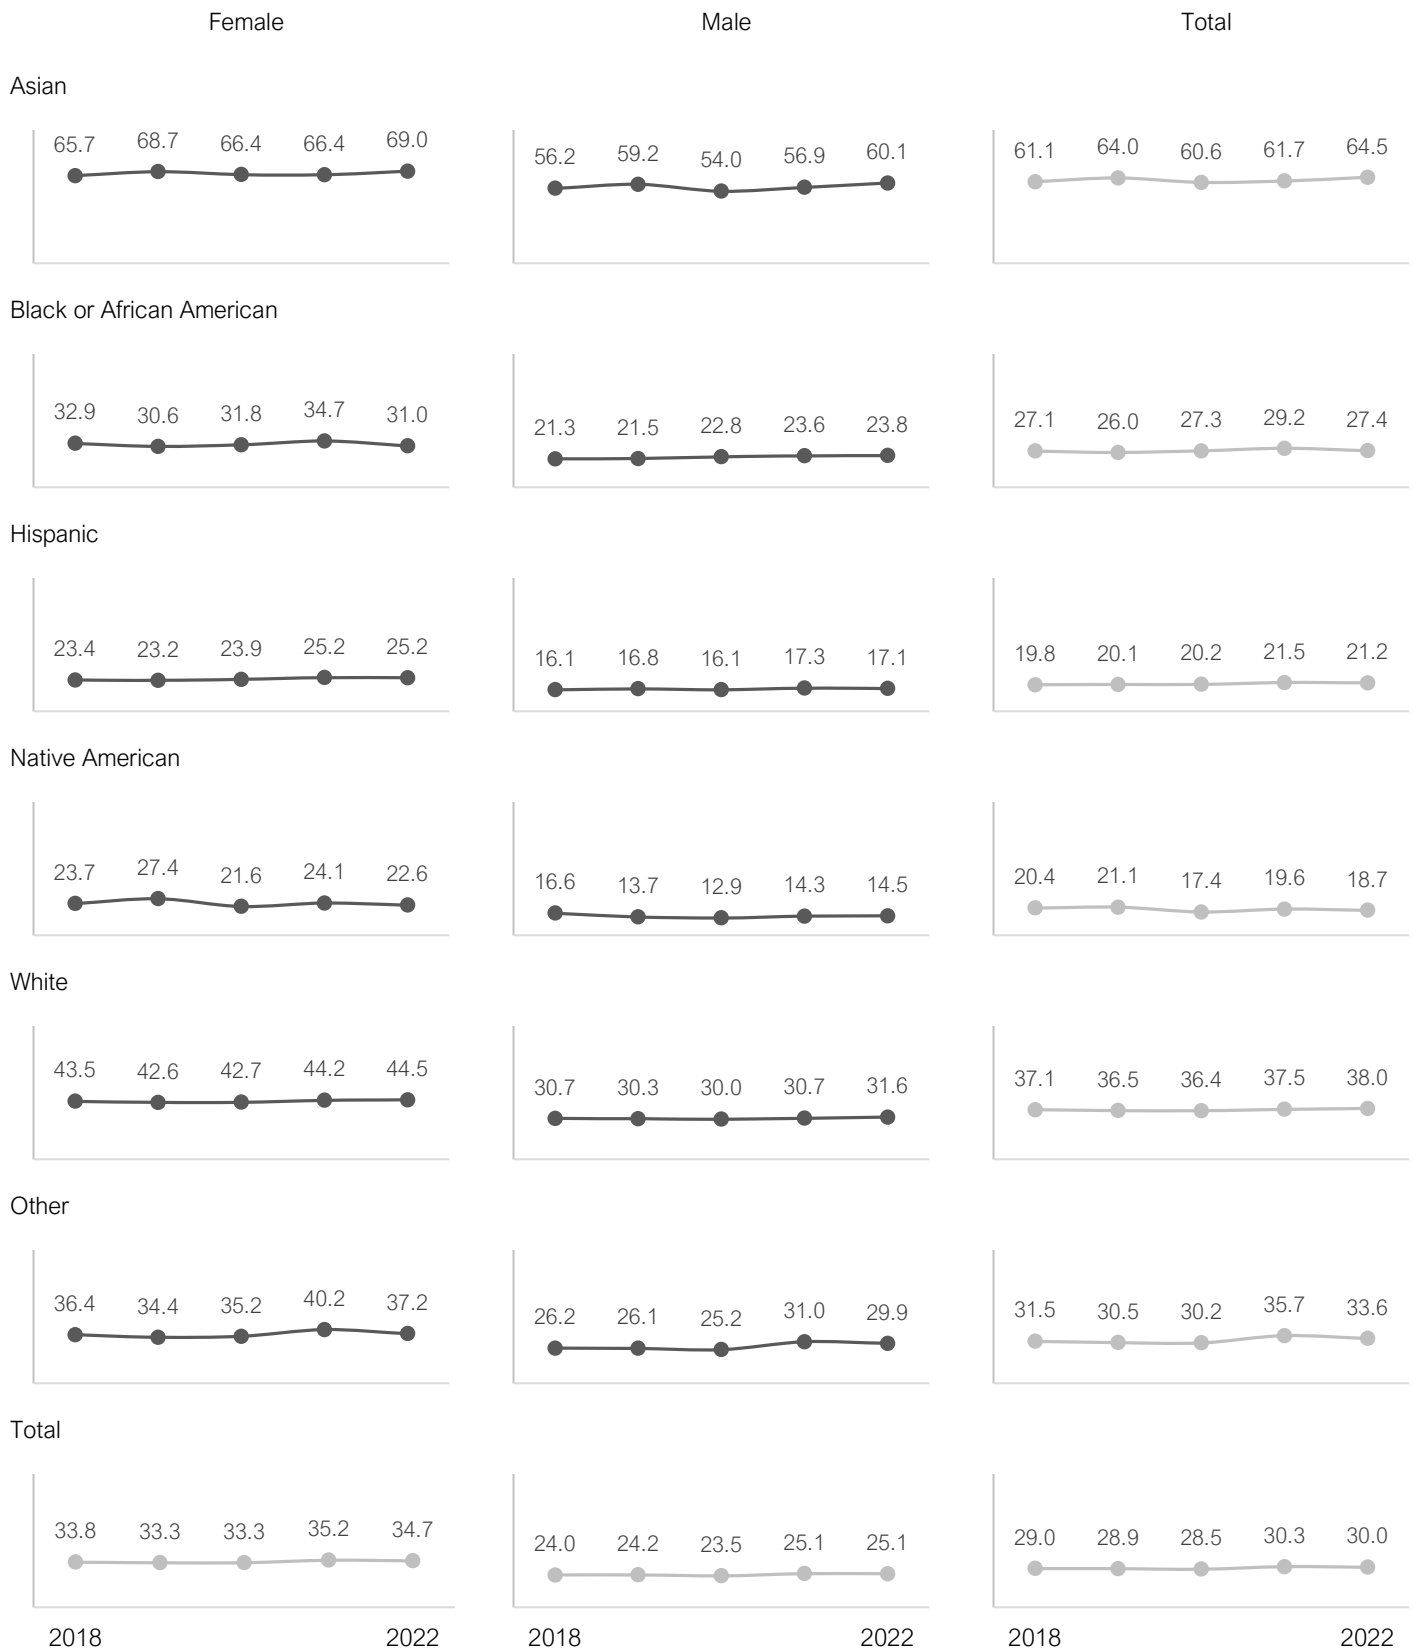 Female Male Total
Asian
65.7 68.7 66.4 66.4 69.0 56.2 59.2 54.0 56.9 60.1 61.1 64.0 60.6 61.7 64.5
Black or African American
32.9 30.6 31.8 34.7 31.0 21.3 21.5 22.8 23.6 23.8 27.1 26.0 27.3 29.2 27.4
Hispanic
23.4 23.2 23.9 25.2 25.2 16.1 16.8 16.1 17.3 17.1 19.8 20.1 20.2 21.5 21.2
Native American
23.7 27.4 21.6 24.1 22.6 16.6 13.7 12.9 14.3 14.5 20.4 21.1 17.4 19.6 18.7
White
43.5 42.6 42.7 44.2 44.5 30.7 30.3 30.0 30.7 31.6 37.1 36.5 36.4 37.5 38.0
Other
36.4 34.4 35.2 40.2 37.2 26.2 26.1 25.2 31.0 29.9 31.5 30.5 30.2 35.7 33.6
Total
33.8 33.3 33.3 35.2 34.7 24.0 24.2 23.5 25.1 25.1 29.0 28.9 28.5 30.3 30.0
2018 2022 2018 2022 2018 2022